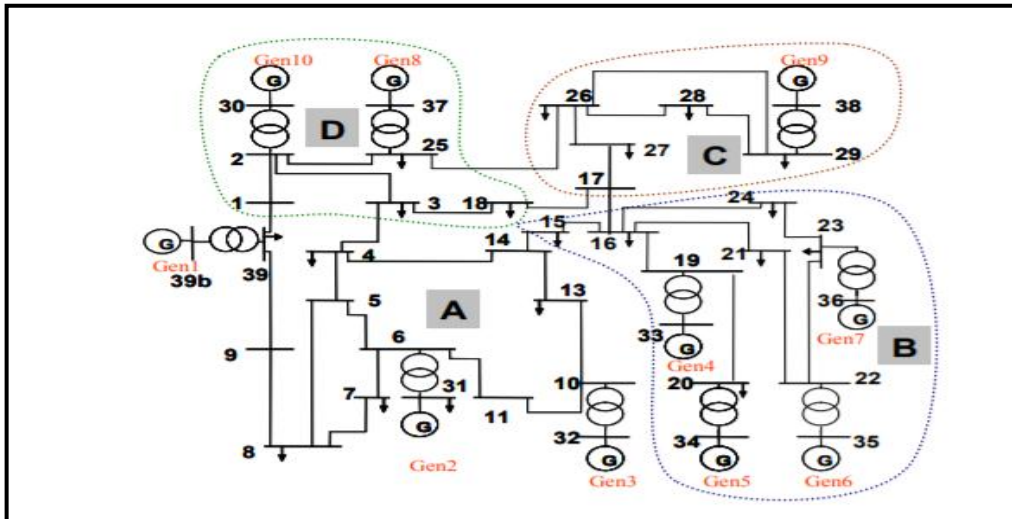 Gen10 Gen8 Gen9
G G G
30 37 26 28 38
D
25 27 C
2 29
17 24
1 3 18 15 23
G 14 16 21
Gen1 39 4 19
39b
5 A 13 36
G
6 33 G Gen7 B
9 Gen4
7 31 10 20 22
11
G 32 34 35
8 G G G
Gen2 Gen3 Gen5 Gen6